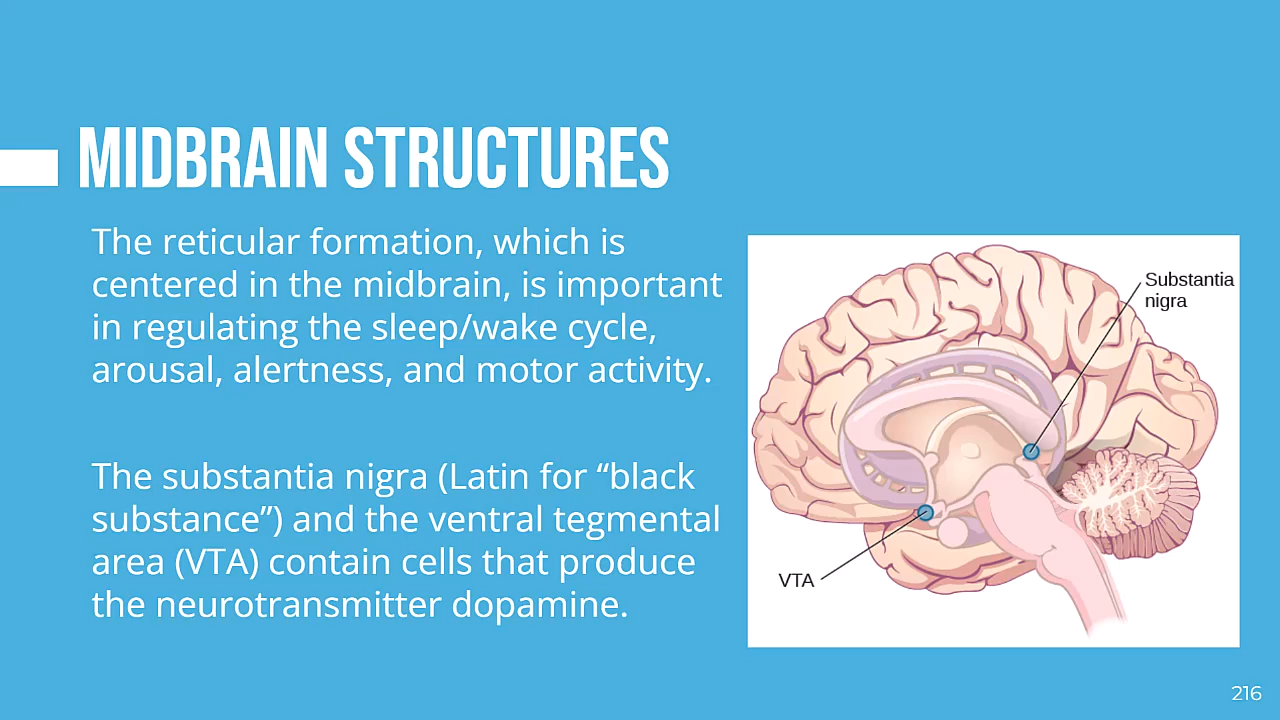 MIDBRAIN STRUCTURES
The reticular formation, which is
centered in the midbrain, is important
in regulating the sleep/wake cycle,
arousal, alertness, and motor activity.
The substantia nigra (Latin for “black
substance”) and the ventral tegmental
area (VTA) contain cells that produce
the neurotransmitter dopamine.
Substantia
nigra
VTA
216